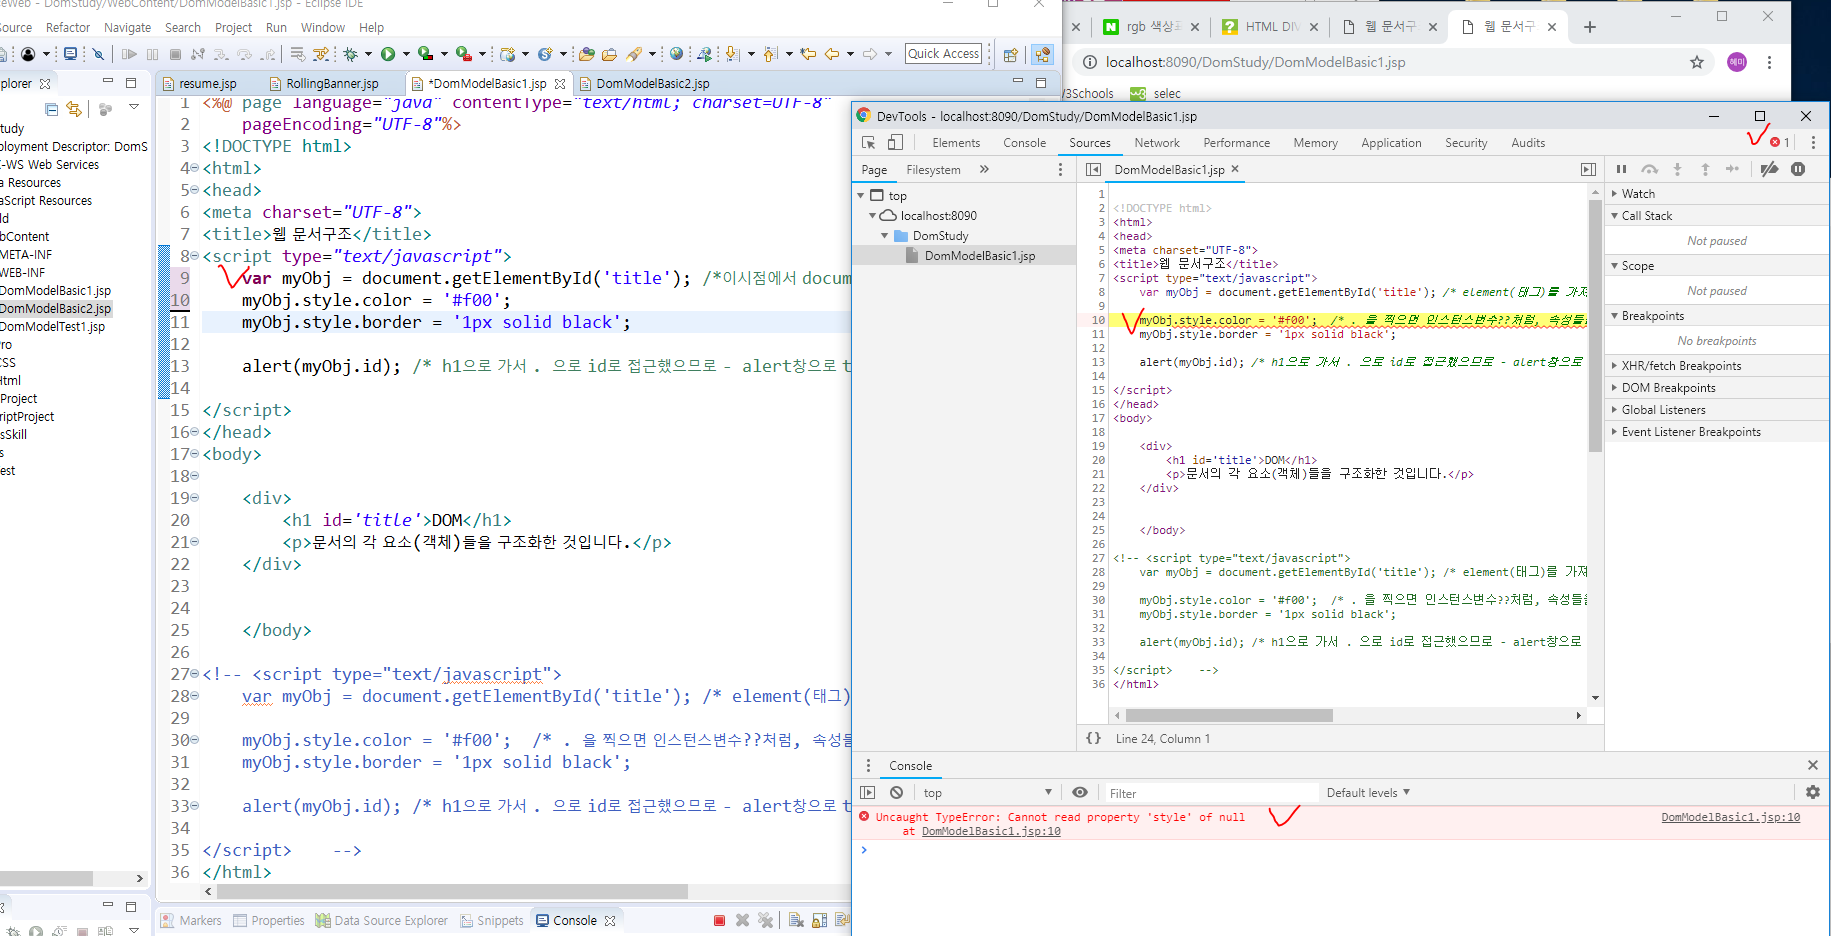 ceWeb - DomStudy/WebContent/DomModelBasic1.jsp - Eclipse IDE
Source Refactor Navigate Search Project Run Window Help
Quick Access
plorer
resume.jsp RollingBanner.jsp *DomModelBasic1.jsp DomModelBasic2.jsp
tudy
ployment Descriptor: DomS
X-WS Web Services
a Resources
aScript Resources
ld
bContent
META-INF
WEB-INF
DomModelBasic1.jsp
DomModelBasic2.jsp
DomModelTest1.jsp
Pro
CSS
Html
Project
riptProject
sSkill
s
est
1 <%@ page language="java" contentType="text/html; charset=UTF-8"
2 pageEncoding="UTF-8"%>
3 <!DOCTYPE html>
4 <html>
5 <head>
6 <meta charset="UTF-8">
7 <title>웹 문서구조</title>
8 <script type="text/javascript">
9 var myObj = document.getElementById('title'); /*이시점에서 docum
10 myObj.style.color = '#f00';
11 myObj.style.border = '1px solid black';
12
13 alert(myObj.id); /* h1으로 가서 . 으로 id로 접근했으므로 - alert창으로 t
14
15 </script>
16 </head>
17 <body>
18
19 <div>
20 <h1 id='title'>DOM</h1>
21 <p>문서의 각 요소(객체)들을 구조화한 것입니다.</p>
22 </div>
23
24
25 </body>
26
27 <!-- <script type="text/javascript">
28 var myObj = document.getElementById('title'); /* element(태그)
29
30 myObj.style.color = '#f00'; /* . 을 찍으면 인스턴스변수??처럼, 속성들
31 myObj.style.border = '1px solid black';
32
33 alert(myObj.id); /* h1으로 가서 . 으로 id로 접근했으므로 - alert창으로 t
34
35 </script> -->
36 </html>
Markers Properties Data Source Explorer Snippets Console
rgb 색상표 HTML DIV 웹 문서구 웹 문서구
localhost:8090/DomStudy/DomModelBasic1.jsp
혜미
/3Schools selec
DevTools - localhost:8090/DomStudy/DomModelBasic1.jsp
Elements Console Sources Network Performance Memory Application Security Audits 1
Page Filesystem » DomModelBasic1.jsp
top
localhost:8090
DomStudy
DomModelBasic1.jsp
1
2 <!DOCTYPE html>
3 <html>
4 <head>
5 <meta charset="UTF-8">
6 <title>웹 문서구조</title>
7 <script type="text/javascript">
8 var myObj = document.getElementById('title'); /* element(태그)를 가져
9
10 myObj.style.color = '#f00'; /* . 을 찍으면 인스턴스변수??처럼, 속성들을
11 myObj.style.border = '1px solid black';
12
13 alert(myObj.id); /* h1으로 가서 . 으로 id로 접근했으므로 - alert창으로
14
15 </script>
16 </head>
17 <body>
18
19 <div>
20 <h1 id='title'>DOM</h1>
21 <p>문서의 각 요소(객체)들을 구조화한 것입니다.</p>
22 </div>
23
24
25 </body>
26
27 <!-- <script type="text/javascript">
28 var myObj = document.getElementById('title'); /* element(태그)를 가져
29
30 myObj.style.color = '#f00'; /* . 을 찍으면 인스턴스변수??처럼, 속성들을
31 myObj.style.border = '1px solid black';
32
33 alert(myObj.id); /* h1으로 가서 . 으로 id로 접근했으므로 - alert창으로
34
35 </script> -->
36 </html>
{} Line 24, Column 1
Watch
Call Stack
Not paused
Scope
Not paused
Breakpoints
No breakpoints
XHR/fetch Breakpoints
DOM Breakpoints
Global Listeners
Event Listener Breakpoints
Console
top Filter Default levels
Uncaught TypeError: Cannot read property 'style' of null DomModelBasic1.jsp:10
at DomModelBasic1.jsp:10